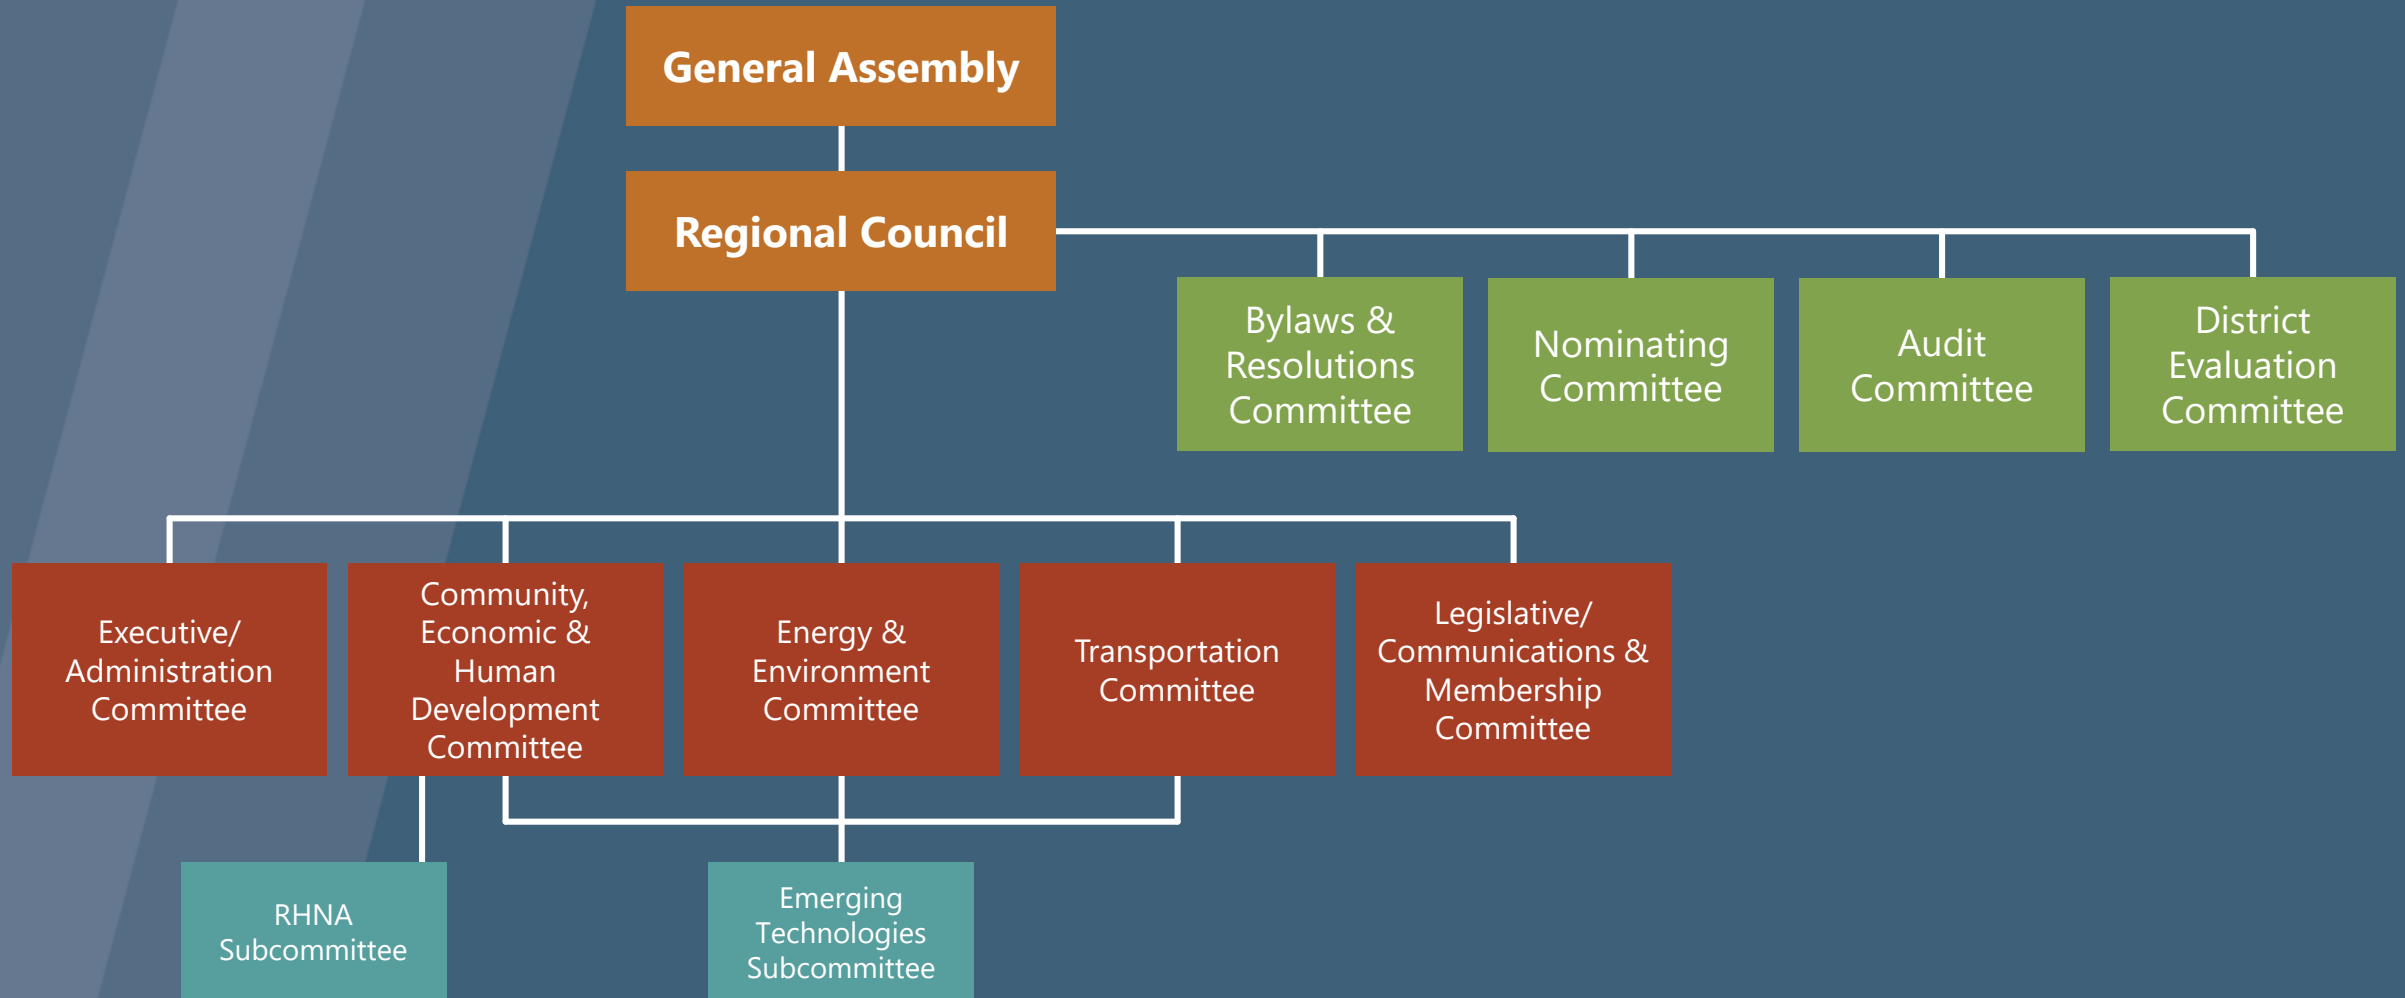 General Assembly
Regional Council
Bylaws &
Resolutions
Committee
Nominating
Committee
Audit
Committee
District
Evaluation
Committee
Executive/
Administration
Committee
Community,
Economic &
Human
Development
Committee
Energy &
Environment
Committee
Transportation
Committee
Legislative/
Communications &
Membership
Committee
RHNA
Subcommittee
Emerging
Technologies
Subcommittee